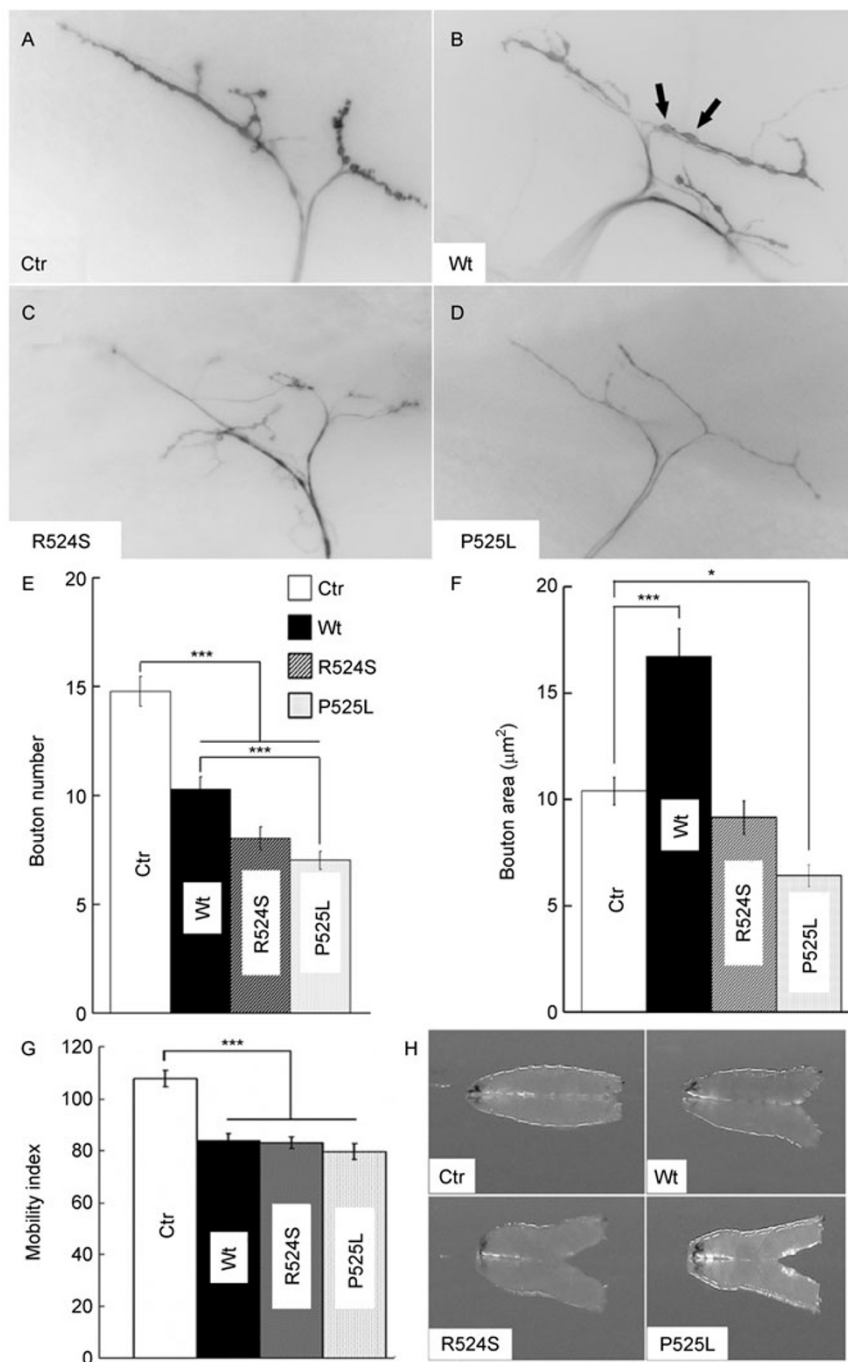 A
Ctr
B
Wt
C
R524S
D
P525L
E
20
15
10
5
0
Bouton number
***
***
Ctr
Wt
R524S
P525L
Ctr
Wt
R524S
P525L
F
20
15
10
5
0
Bouton area (μm²)
*
***
Ctr
Wt
R524S
P525L
G
120
100
80
60
40
20
0
Mobility index
***
Ctr
Wt
R524S
P525L
H
Ctr
Wt
R524S
P525L